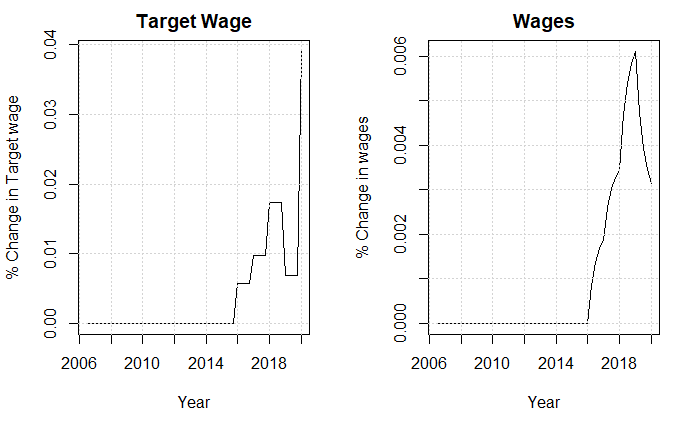 Target Wage
% Change in Target wage
0.00
0.01
0.02
0.03
0.04
2006
2010
2014
2018
Year
Wages
% Change in wages
0.000
0.002
0.004
0.006
2006
2010
2014
2018
Year